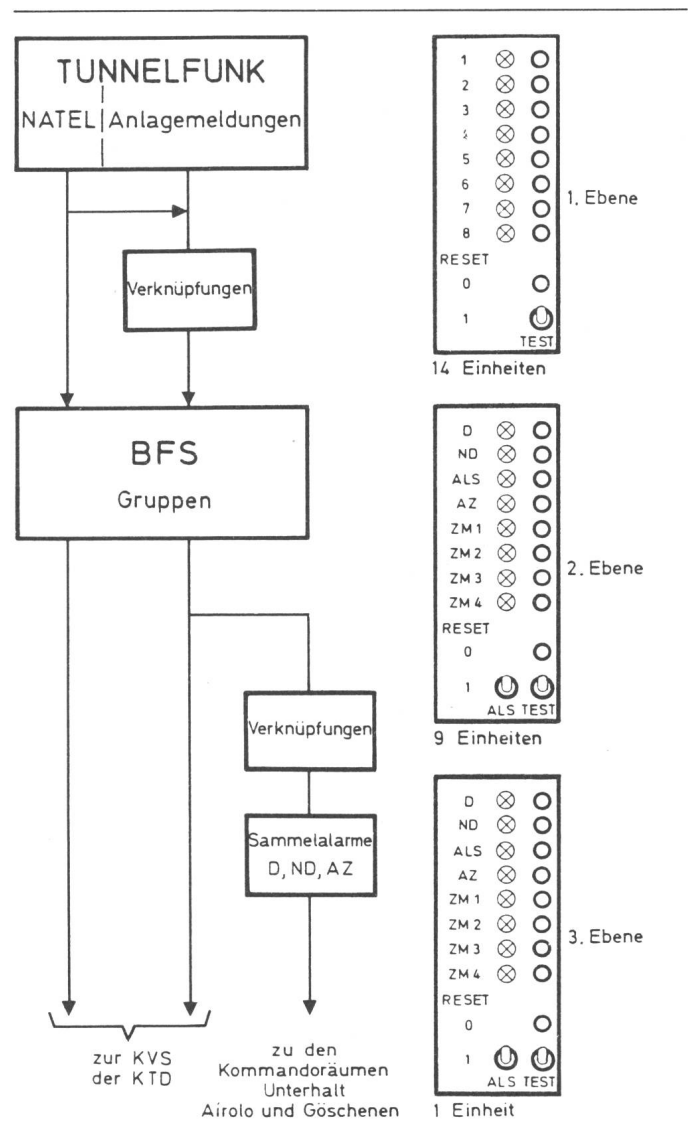 TUNNELFUNK
NATEL Anlagemeldungen
Verknüpfungen
BFS
Gruppen
Verknüpfungen
Sammelalarme
D, ND, AZ
zur KVS
der KTD
zu den
Kommandoräumen
Unterhalt
Airolo und Göschenen
1
2
3
4
5
6
7
8
RESET
0
1
TEST
14 Einheiten
1. Ebene
D
ND
ALS
AZ
ZM 1
ZM 2
ZM 3
ZM 4
RESET
0
1
ALS TEST
9 Einheiten
2. Ebene
D
ND
ALS
AZ
ZM 1
ZM 2
ZM 3
ZM 4
RESET
0
1
ALS TEST
1 Einheit
3. Ebene